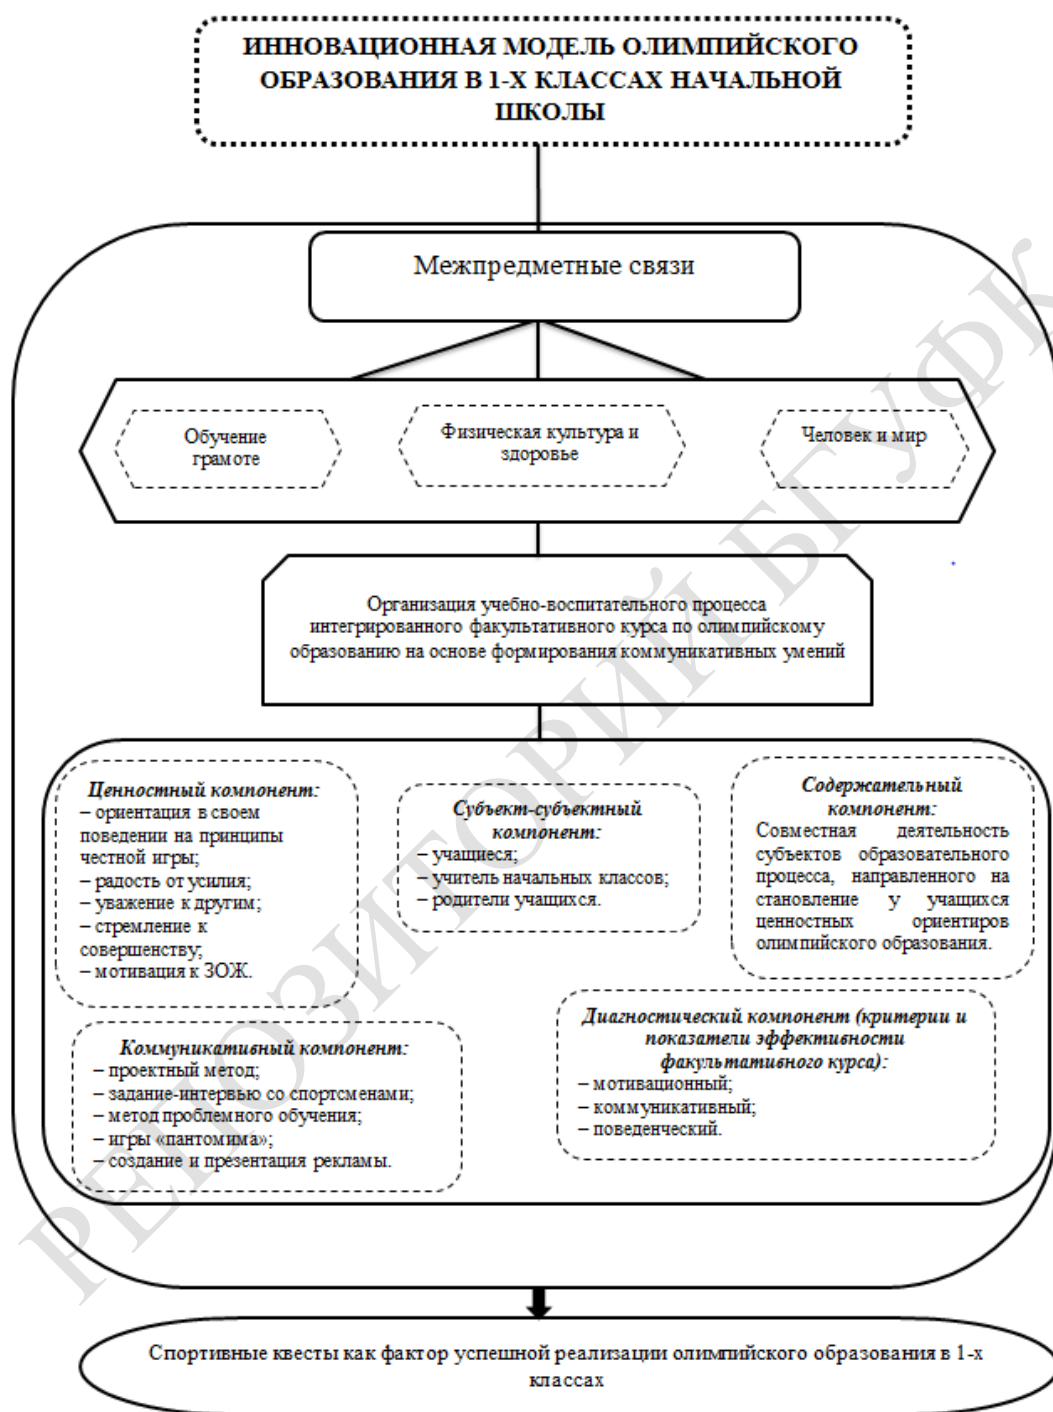 ИННОВАЦИОННАЯ МОДЕЛЬ ОЛИМПИЙСКОГО
ОБРАЗОВАНИЯ В 1-Х КЛАССАХ НАЧАЛЬНОЙ
ШКОЛЫ
Межпредметные связи
Обучение
грамоте
Физическая культура и
здоровье
Человек и мир
Организация учебно-воспитательного процесса
интегрированного факультативного курса по олимпийскому
образованию на основе формирования коммуникативных умений
Ценностный компонент:
– ориентация в своем
поведении на принципы
честной игры;
– радость от усилия;
– уважение к другим;
– стремление к
совершенству;
– мотивация к ЗОЖ.
Субъект-субъектный
компонент:
– учащиеся;
– учитель начальных классов;
– родители учащихся.
Содержательный
компонент:
Совместная деятельность
субъектов образовательного
процесса, направленного на
становление у учащихся
ценностных ориентиров
олимпийского образования.
Коммуникативный компонент:
– проектный метод;
– задание-интервью со спортсменами;
– метод проблемного обучения;
– игры «пантомима»;
– создание и презентация рекламы.
Диагностический компонент (критерии и
показатели эффективности
факультативного курса):
– мотивационный;
– коммуникативный;
– поведенческий.
Спортивные квесты как фактор успешной реализации олимпийского образования в 1-х
классах
РЕПОЗИТОРИЙ БГУФК